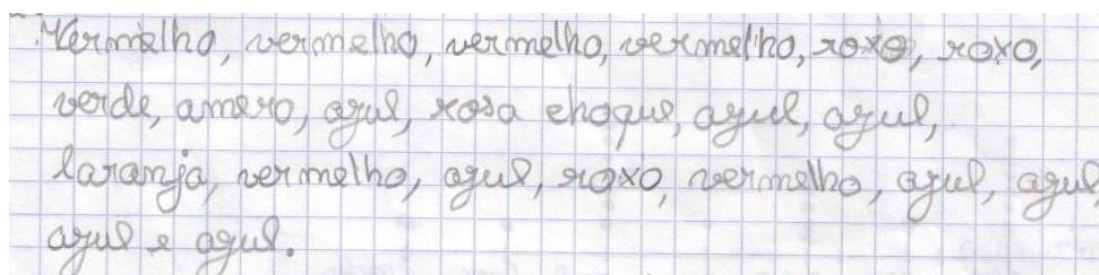 Vermelho, vermelho, vermelho, vermelho, roxo, roxo,
verde, amero, azul, rosa choque, azul, azul,
laranja, vermelho, azul, roxo, vermelho, azul, azul,
azul e azul.